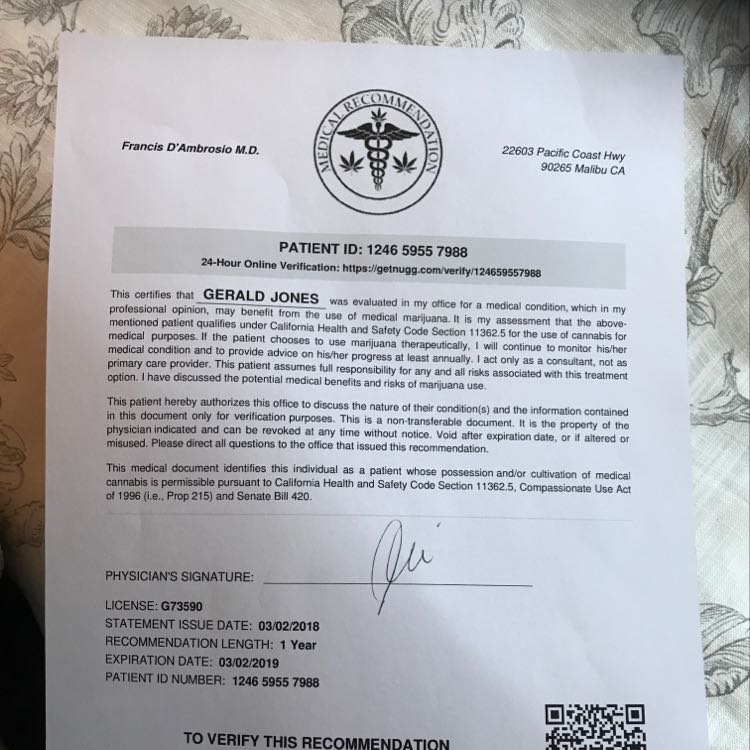 MEDICAL RECOMMENDATION
Francis D'Ambrosio M.D.
22603 Pacific Coast Hwy
90265 Malibu CA
PATIENT ID: 1246 5955 7988
24-Hour Online Verification: https://getnugg.com/verify/124659557988
This certifies that GERALD JONES was evaluated in my office for a medical condition, which in my
professional opinion, may benefit from the use of medical marijuana. It is my assessment that the above-
mentioned patient qualifies under California Health and Safety Code Section 11362.5 for the use of cannabis for
medical purposes. If the patient chooses to use marijuana therapeutically, I will continue to monitor his/her
medical condition and to provide advice on his/her progress at least annually. I act only as a consultant, not as
primary care provider. This patient assumes full responsibility for any and all risks associated with this treatment
option. I have discussed the potential medical benefits and risks of marijuana use.
This patient hereby authorizes this office to discuss the nature of their condition(s) and the information contained
in this document only for verification purposes. This is a non-transferable document. It is the property of the
physician indicated and can be revoked at any time without notice. Void after expiration date, or if altered or
misused. Please direct all questions to the office that issued this recommendation.
This medical document identifies this individual as a patient whose possession and/or cultivation of medical
cannabis is permissible pursuant to California Health and Safety Code Section 11362.5, Compassionate Use Act
of 1996 (i.e., Prop 215) and Senate Bill 420.
PHYSICIAN'S SIGNATURE:
LICENSE: G73590
STATEMENT ISSUE DATE: 03/02/2018
RECOMMENDATION LENGTH: 1 Year
EXPIRATION DATE: 03/02/2019
PATIENT ID NUMBER: 1246 5955 7988
TO VERIFY THIS RECOMMENDATION